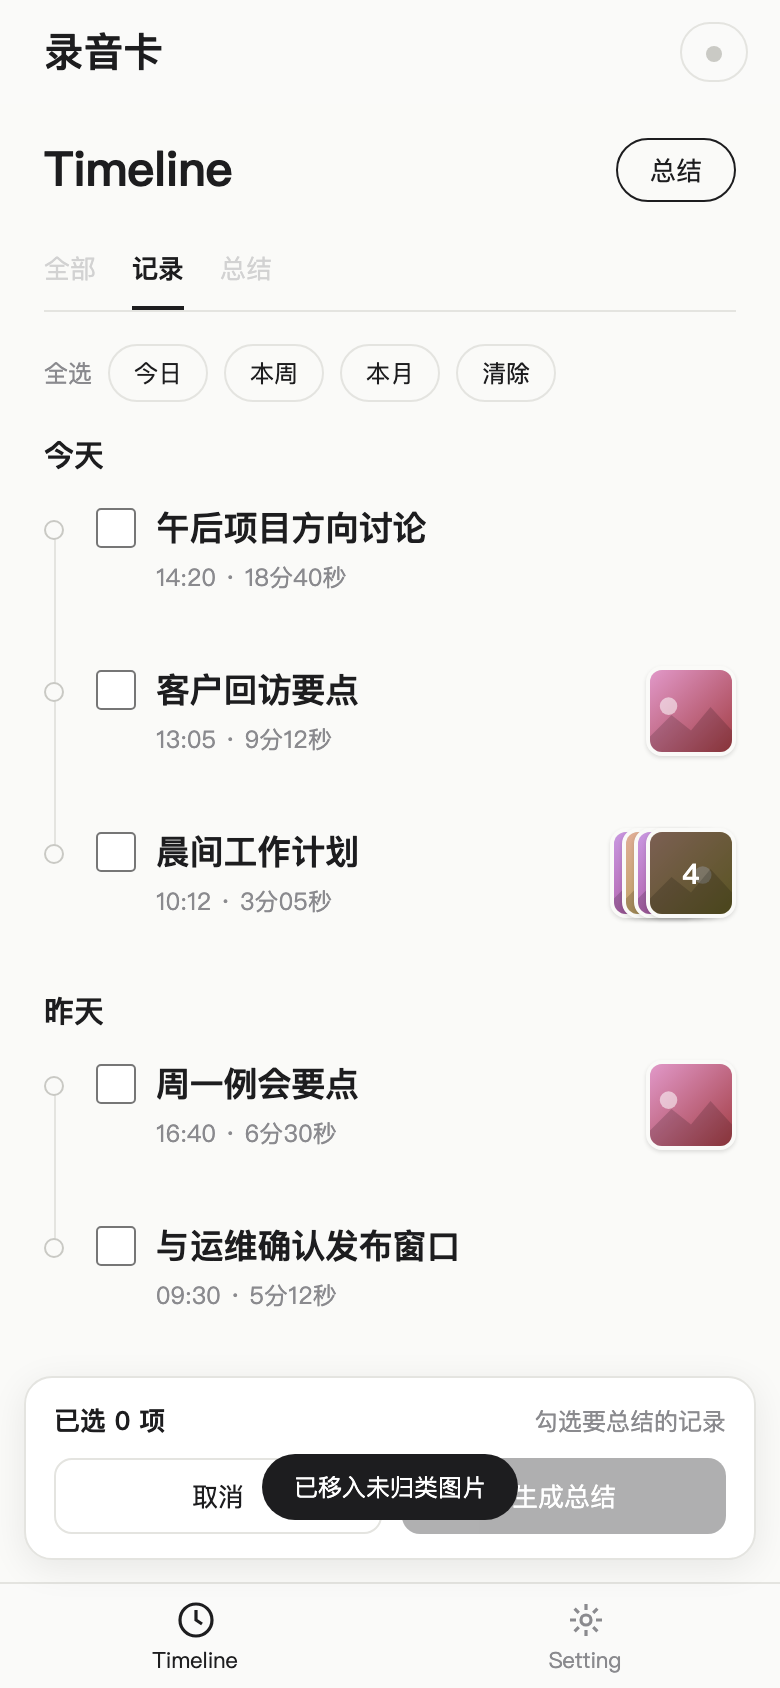 录音卡
Timeline
总结
全部 记录 总结
全选 今日 本周 本月 清除
今天
午后项目方向讨论
14:20 · 18分40秒
客户回访要点
13:05 · 9分12秒
晨间工作计划
10:12 · 3分05秒
4
昨天
周一例会要点
16:40 · 6分30秒
与运维确认发布窗口
09:30 · 5分12秒
已选 0 项
勾选要总结的记录
取消
已移入未归类图片
生成总结
Timeline
Setting